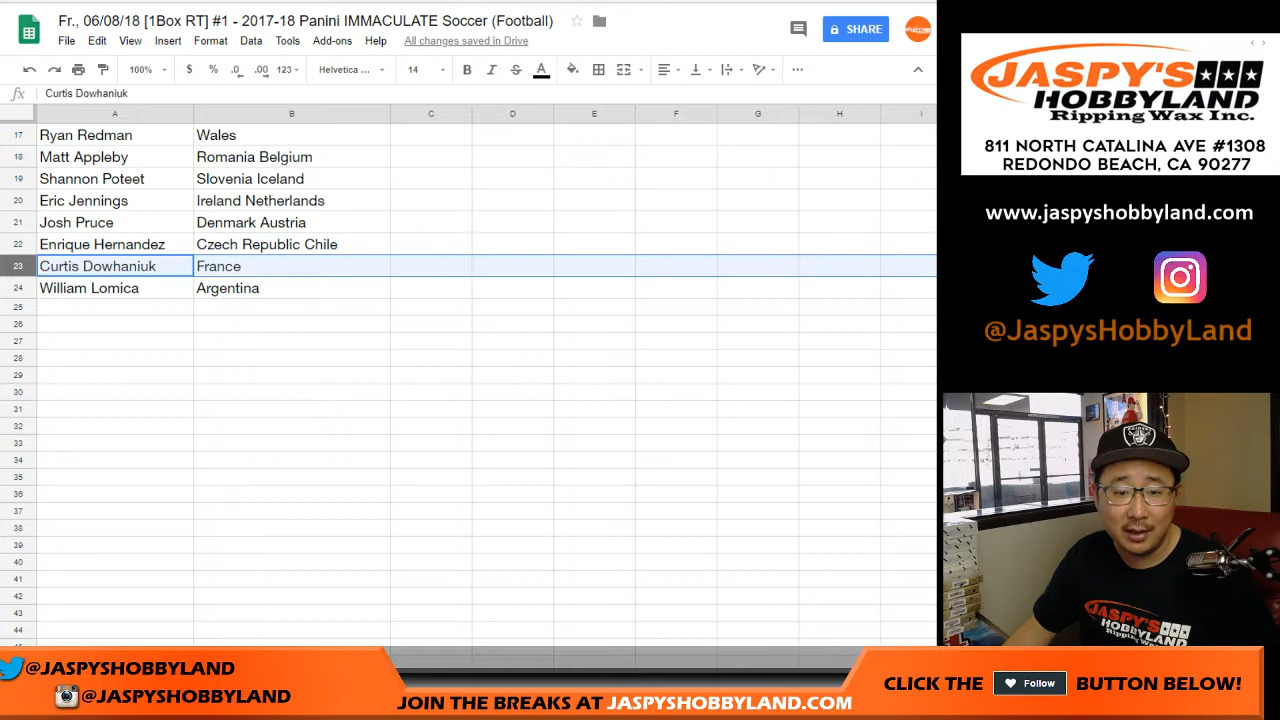 Fr., 06/08/18 [1Box RT] #1 - 2017-18 Panini IMMACULATE Soccer (Football)
File Edit View Insert Format Data Tools Add-ons Help All changes saved in Drive
SHARE
100% $ % .0 .00 123 Helvetica ... 14 B I S A
fx Curtis Dowhaniuk
A B C D E F G H I
17 Ryan Redman Wales
18 Matt Appleby Romania Belgium
19 Shannon Poteet Slovenia Iceland
20 Eric Jennings Ireland Netherlands
21 Josh Pruce Denmark Austria
22 Enrique Hernandez Czech Republic Chile
23 Curtis Dowhaniuk France
24 William Lomica Argentina
25
26
27
28
29
30
31
32
33
34
35
36
37
38
39
40
41
42
43
44
JASPY'S
HOBBYLAND
Ripping Wax Inc.
811 NORTH CATALINA AVE #1308
REDONDO BEACH, CA 90277
www.jaspyshobbyland.com
@JaspysHobbyLand
RAIDERS
JASPY'S
HOBBYLAND
Ripping Wax
@JASPYSHOBBYLAND
@JASPYSHOBBYLAND
JOIN THE BREAKS AT JASPYSHOBBYLAND.COM
CLICK THE Follow BUTTON BELOW!